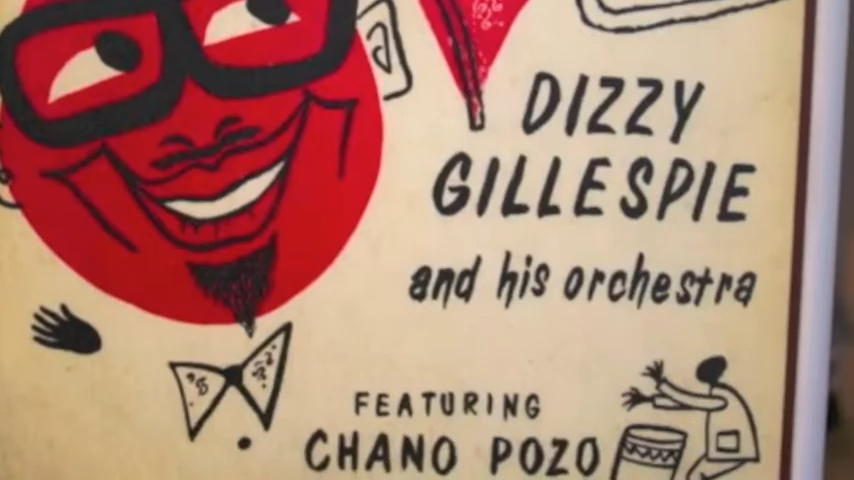 DIZZY
GILLESPIE
and his orchestra
FEATURING
CHANO POZO